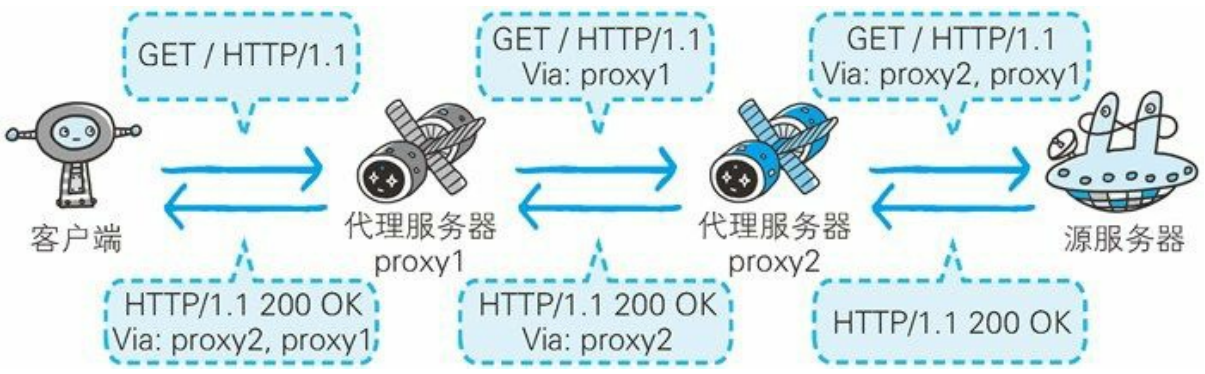 GET / HTTP/1.1
GET / HTTP/1.1
Via: proxy1
GET / HTTP/1.1
Via: proxy2, proxy1
客户端
代理服务器
proxy1
代理服务器
proxy2
源服务器
HTTP/1.1 200 OK
Via: proxy2, proxy1
HTTP/1.1 200 OK
Via: proxy2
HTTP/1.1 200 OK